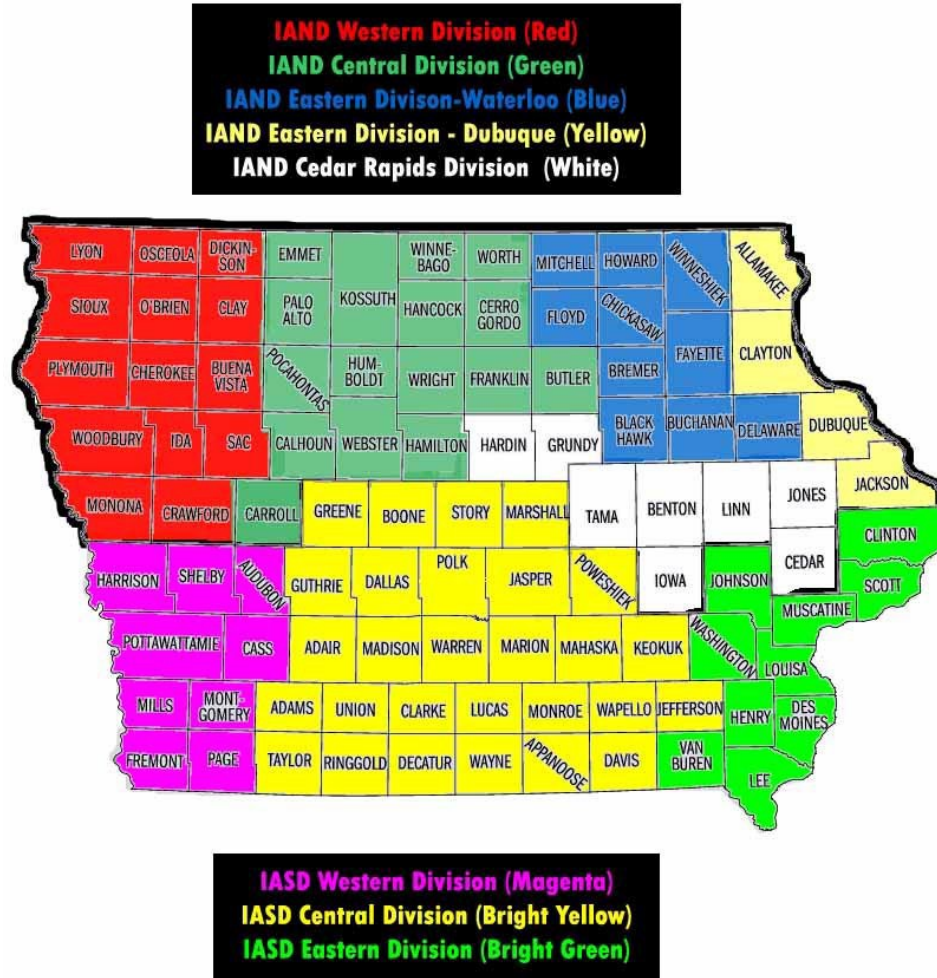 IAND Western Division (Red)
IAND Central Division (Green)
IAND Eastern Divison-Waterloo (Blue)
IAND Eastern Division - Dubuque (Yellow)
IAND Cedar Rapids Division (White)
LYON
OSCEOLA
DICKIN-
SON
EMMET
KOSSUTH
WINNE-
BAGO
WORTH
MITCHELL
HOWARD
WINNESHIEK
ALLAMAKEE
SIOUX
O'BRIEN
CLAY
PALO
ALTO
HANCOCK
CERRO
GORDO
FLOYD
CHICKASAW
PLYMOUTH
CHEROKEE
BUENA
VISTA
POCAHONTAS
HUM-
BOLDT
WRIGHT
FRANKLIN
BUTLER
BREMER
FAYETTE
CLAYTON
WOODBURY
IDA
SAC
CALHOUN
WEBSTER
HAMILTON
HARDIN
GRUNDY
BLACK
HAWK
BUCHANAN
DELAWARE
DUBUQUE
MONONA
CRAWFORD
CARROLL
GREENE
BOONE
STORY
MARSHALL
TAMA
BENTON
LINN
JONES
JACKSON
CLINTON
HARRISON
SHELBY
AUDUBON
GUTHRIE
DALLAS
POLK
JASPER
POWESHIEK
IOWA
JOHNSON
CEDAR
SCOTT
MUSCATINE
POTTAWATTAMIE
CASS
ADAIR
MADISON
WARREN
MARION
MAHASKA
KEOKUK
WASHINGTON
LOUISA
MILLS
MONT-
GOMERY
ADAMS
UNION
CLARKE
LUCAS
MONROE
WAPELLO
JEFFERSON
HENRY
DES
MOINES
FREMONT
PAGE
TAYLOR
RINGGOLD
DECATUR
WAYNE
APPANOOSE
DAVIS
VAN
BUREN
LEE
IASD Western Division (Magenta)
IASD Central Division (Bright Yellow)
IASD Eastern Division (Bright Green)